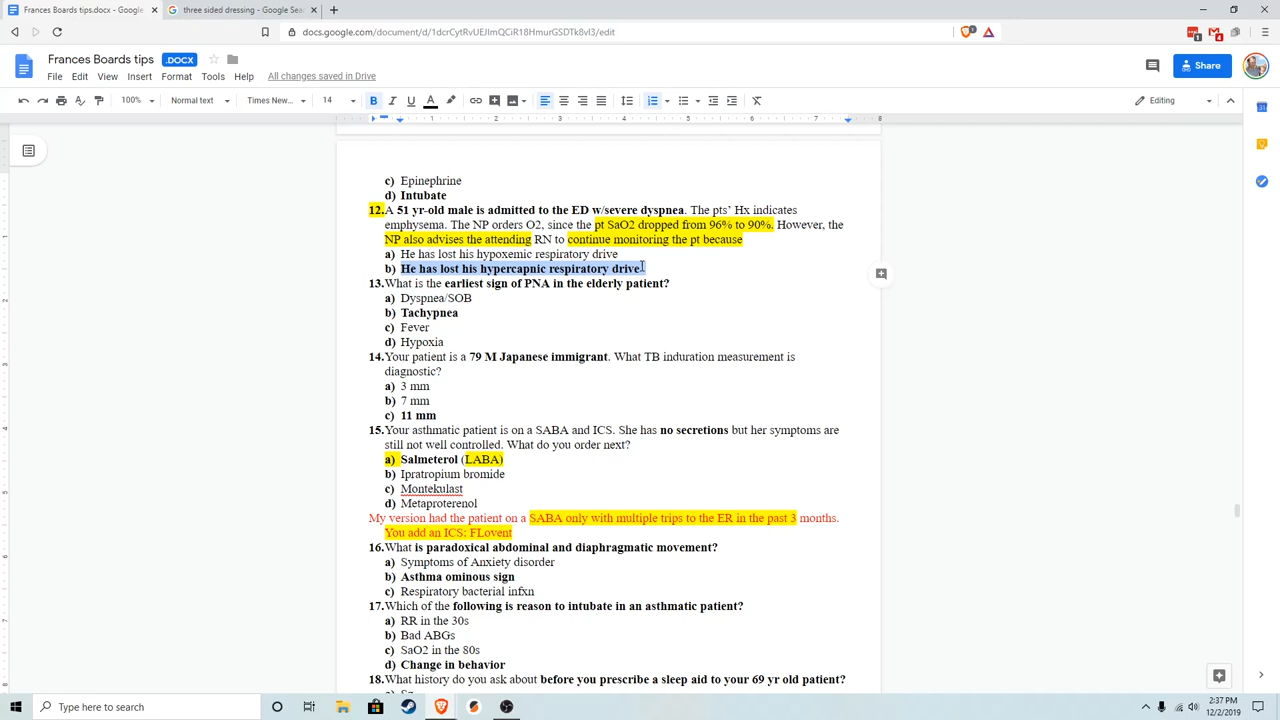 Frances Boards tips.docx - Google
three sided dressing - Google Sea
docs.google.com/document/d/1dcrCytRvUEJlmQCiR18HmurGSDTk8vl3/edit
Frances Boards tips .DOCX
File Edit View Insert Format Tools Help All changes saved in Drive
Share
100% Normal text Times New... 14 B I U A Editing
1 2 3 4 5 6 7 8
c) Epinephrine
d) Intubate
12.A 51 yr-old male is admitted to the ED w/severe dyspnea. The pts’ Hx indicates
emphysema. The NP orders O2, since the pt SaO2 dropped from 96% to 90%. However, the
NP also advises the attending RN to continue monitoring the pt because
a) He has lost his hypoxemic respiratory drive
b) He has lost his hypercapnic respiratory drive
13.What is the earliest sign of PNA in the elderly patient?
a) Dyspnea/SOB
b) Tachypnea
c) Fever
d) Hypoxia
14.Your patient is a 79 M Japanese immigrant. What TB induration measurement is
diagnostic?
a) 3 mm
b) 7 mm
c) 11 mm
15.Your asthmatic patient is on a SABA and ICS. She has no secretions but her symptoms are
still not well controlled. What do you order next?
a) Salmeterol (LABA)
b) Ipratropium bromide
c) Montekulast
d) Metaproterenol
My version had the patient on a SABA only with multiple trips to the ER in the past 3 months.
You add an ICS: FLovent
16.What is paradoxical abdominal and diaphragmatic movement?
a) Symptoms of Anxiety disorder
b) Asthma ominous sign
c) Respiratory bacterial infxn
17.Which of the following is reason to intubate in an asthmatic patient?
a) RR in the 30s
b) Bad ABGs
c) SaO2 in the 80s
d) Change in behavior
18.What history do you ask about before you prescribe a sleep aid to your 69 yr old patient?
Type here to search
2:37 PM
12/2/2019